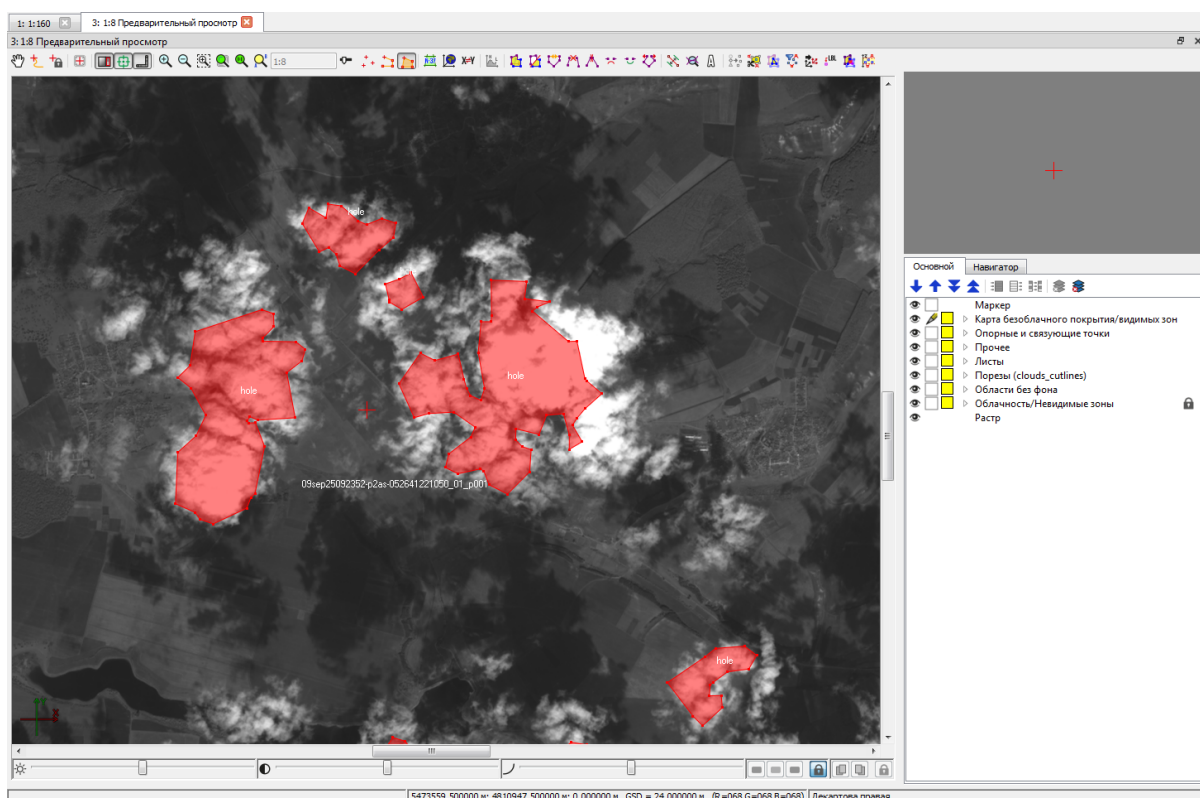 1: 1:160
3: 1:8 Предварительный просмотр
3: 1:8 Предварительный просмотр
1:8
X=Y
LBL
hole
hole
hole
09sep25092352-p2as-052641221050_01_p001
hole
Основной
Навигатор
Маркер
Карта безоблачного покрытия/видимых зон
Опорные и связующие точки
Прочее
Листы
Порезы (clouds_cutlines)
Области без фона
Облачность/Невидимые зоны
Растр
5473559,500000 м; 4810947,500000 м; 0,000000 м, GSD = 24,000000 м, (R=068 G=068 B=068) Декартова правая